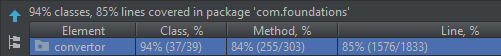 94% classes, 85% lines covered in package 'com.foundations'
Element Class, % Method, % Line, %
convertor 94% (37/39) 84% (255/303) 85% (1576/1833)